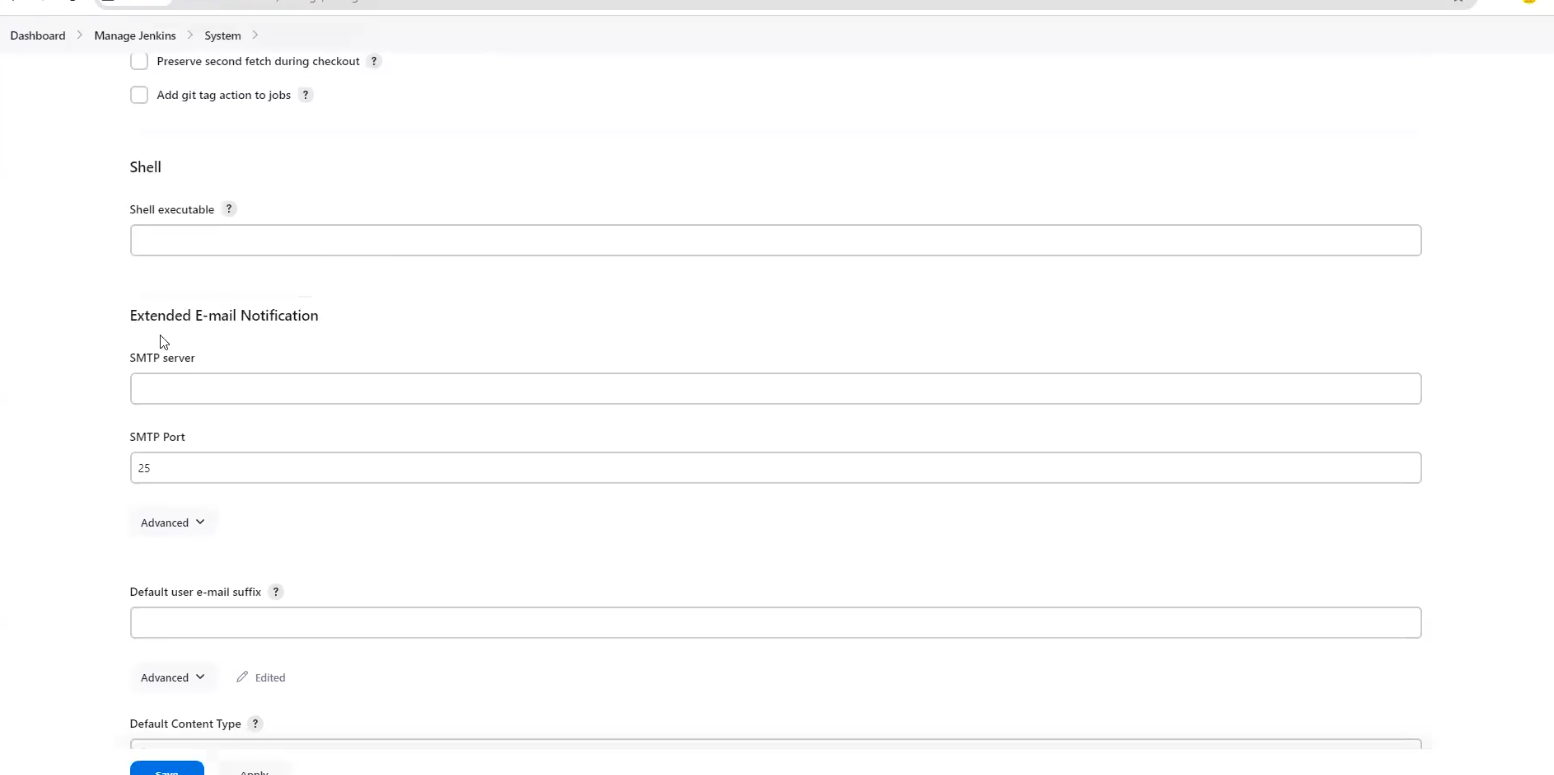 Dashboard > Manage Jenkins > System >
Preserve second fetch during checkout ?
Add git tag action to jobs ?
Shell
Shell executable ?
Extended E-mail Notification
SMTP server
SMTP Port
25
Advanced
Default user e-mail suffix ?
Advanced Edited
Default Content Type ?
Save Apply